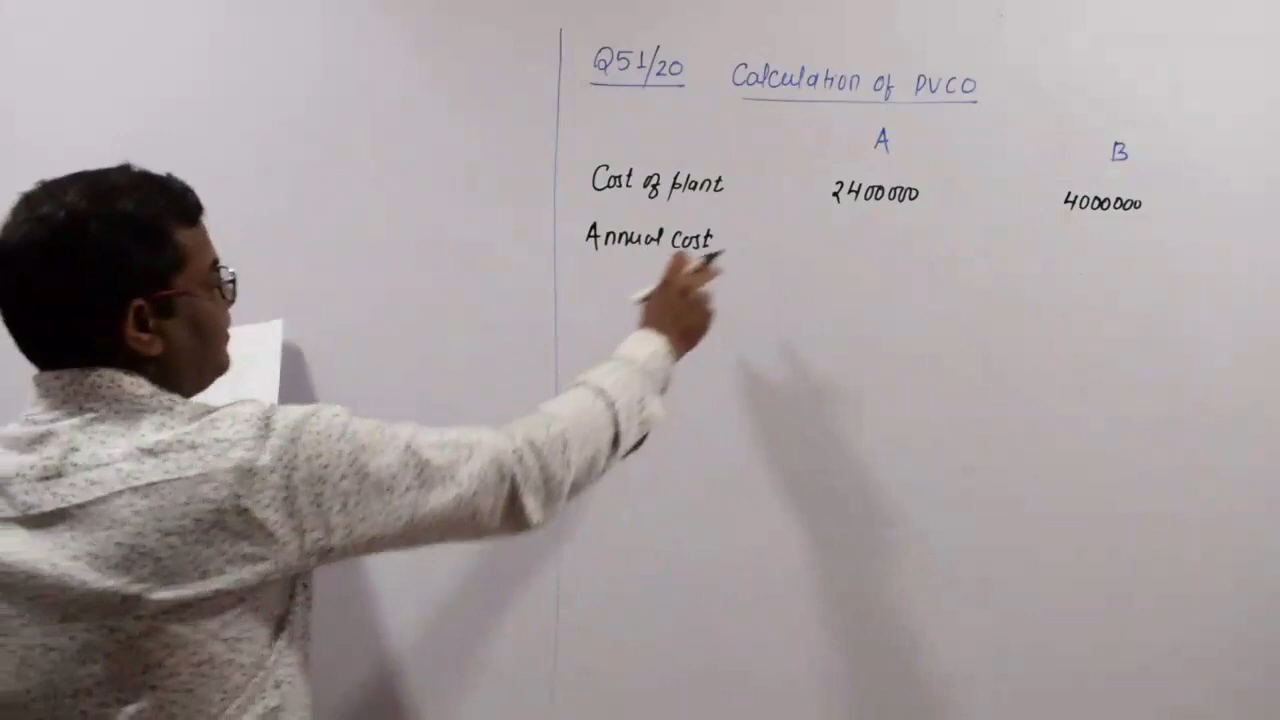 Q51/20 Calculation of PVCO
A B
Cost of plant 2400000 4000000
Annual cost